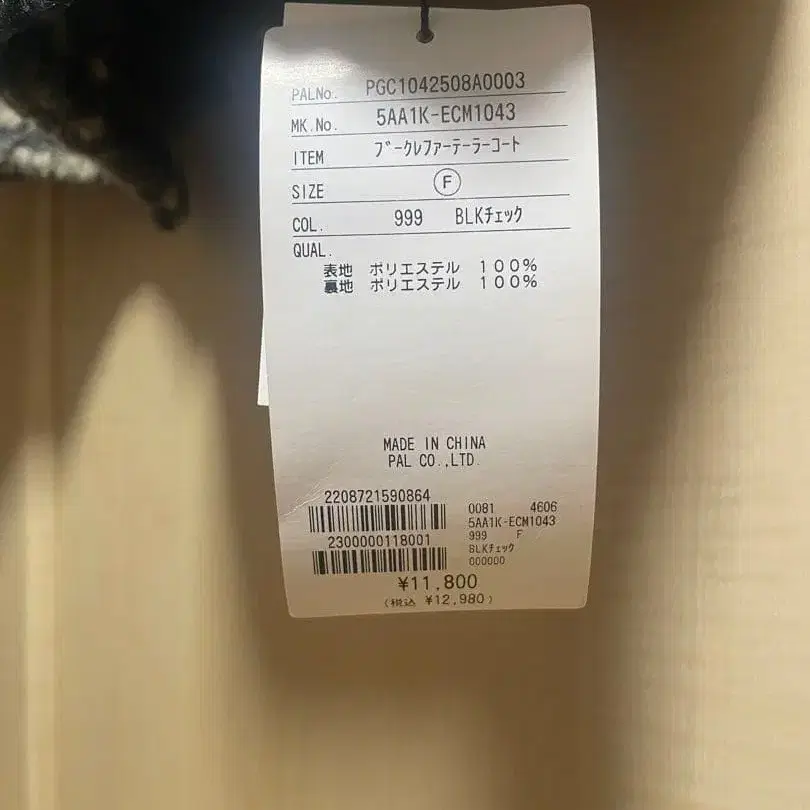 PALNo. PGC1042508A0003
MK.No. 5AA1K-ECM1043
ITEM ﾌﾞｰｸﾚﾌｧｰﾃｰﾗｰｺｰﾄ
SIZE Ⓕ
COL. 999 BLKﾁｪｯｸ
QUAL.
表地 ポリエステル １００％
裏地 ポリエステル １００％
MADE IN CHINA
PAL CO.,LTD.
2208721590864
2300000118001
0081 4606
5AA1K-ECM1043
999 F
BLKﾁｪｯｸ
000000
¥11,800
(税込 ¥12,980)